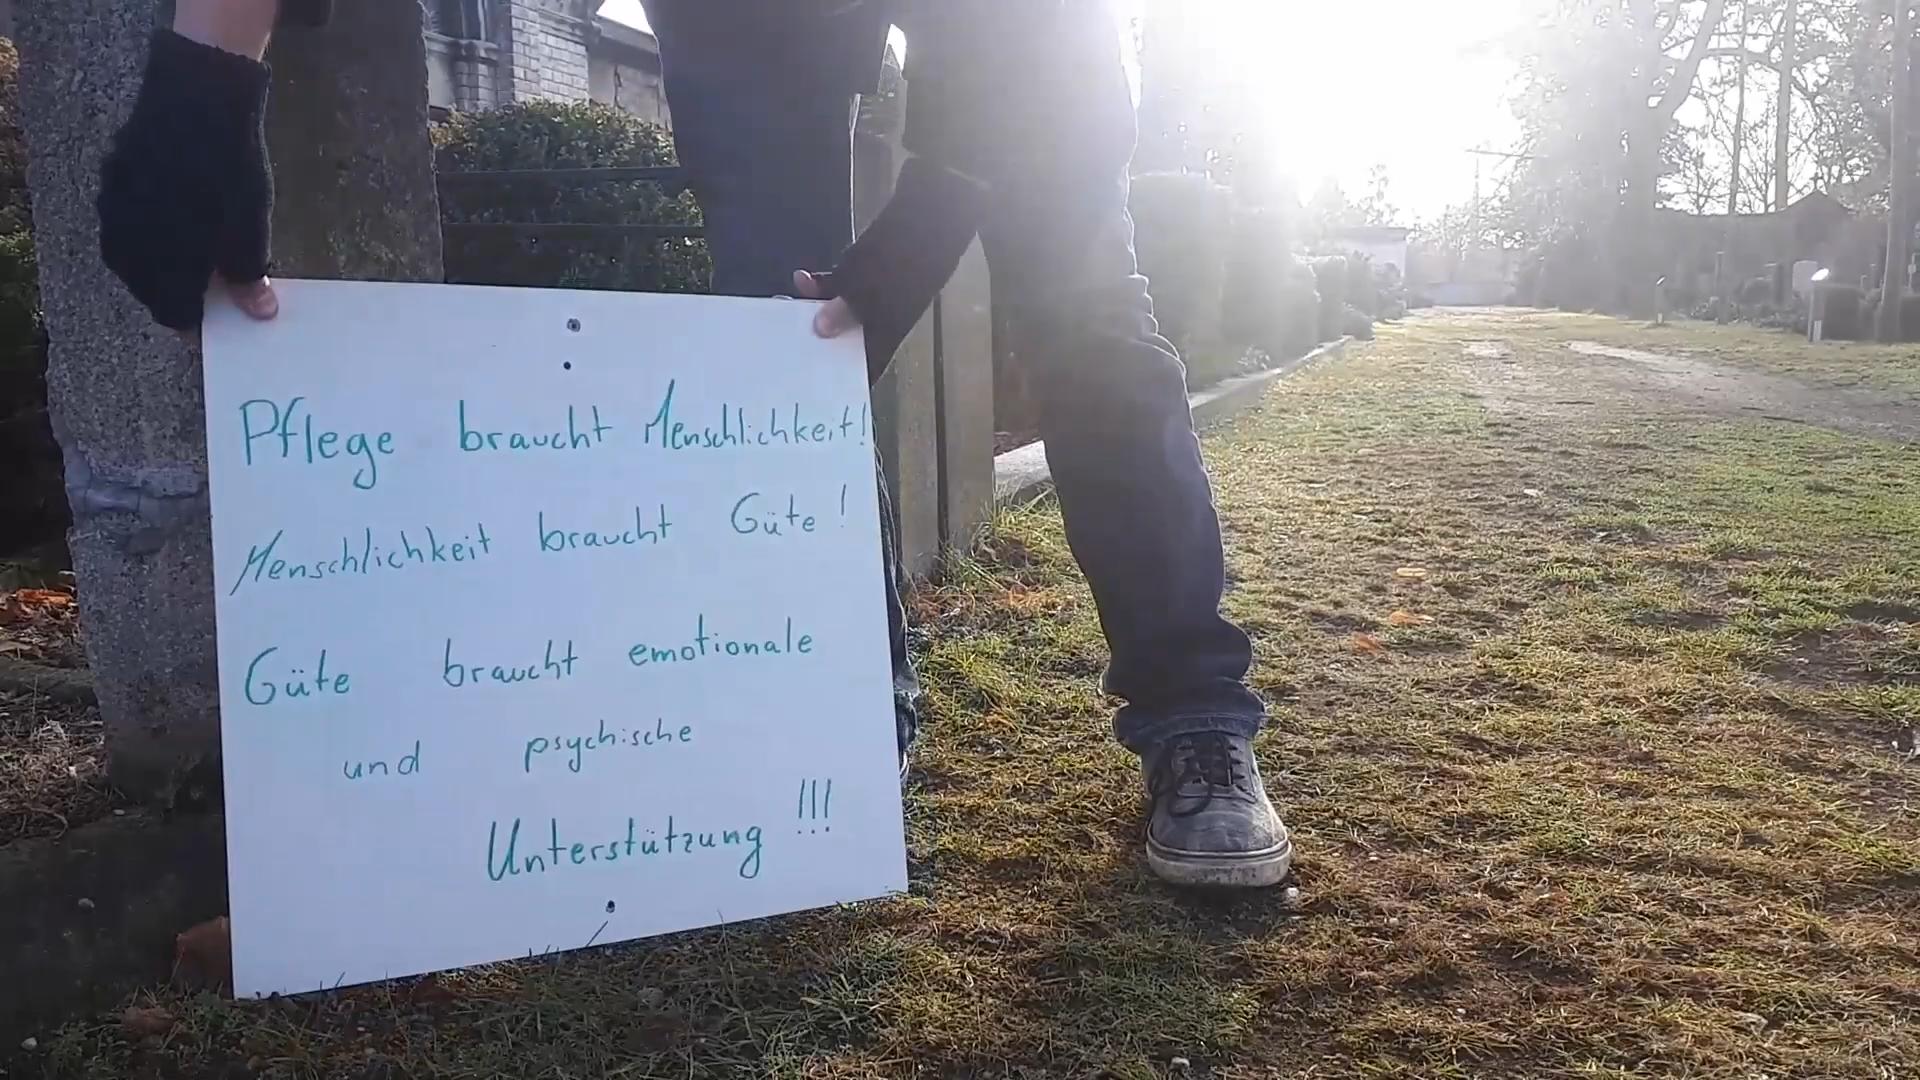 Pflege braucht Menschlichkeit!
Menschlichkeit braucht Güte!
Güte braucht emotionale
und psychische
Unterstützung!!!